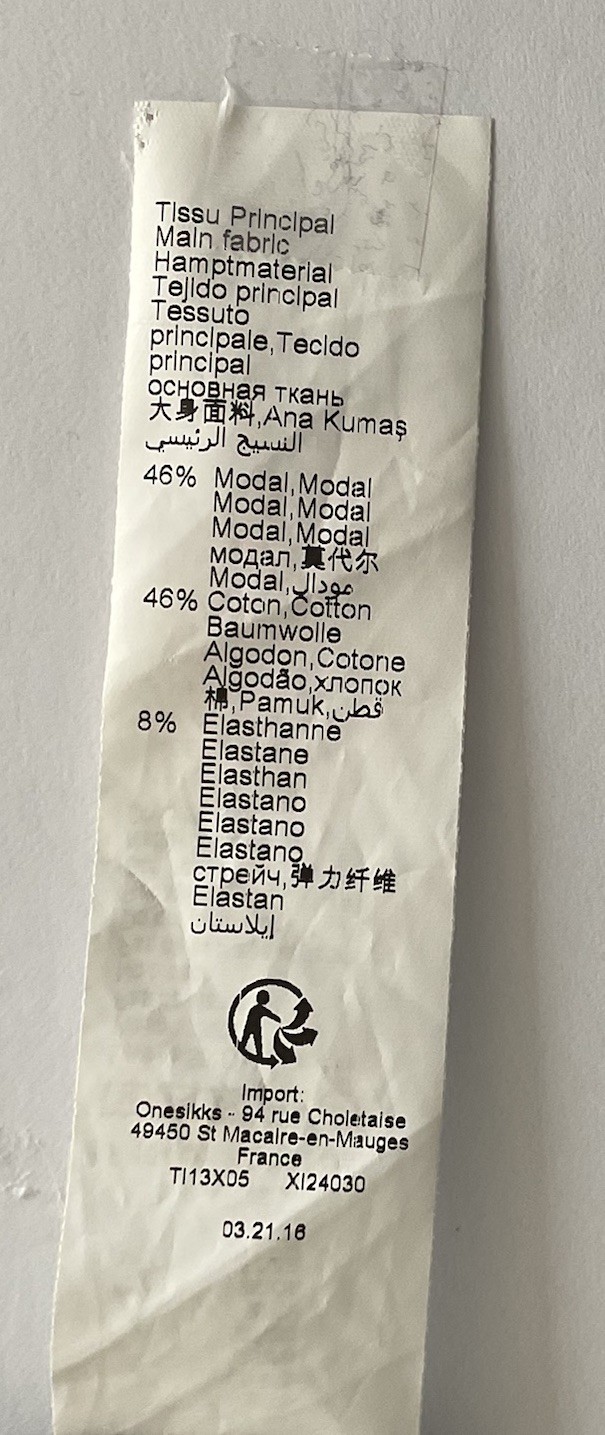 Tissu Principal
Main fabric
Hamptmaterial
Tejido principal
Tessuto
principale,Tecido
principal
основная ткань
大身面料,Ana Kumaş
النسيج الرئيسي
46% Modal,Modal
Modal,Modal
Modal,Modal
модал,莫代尔
Modal,مودال
46% Coton,Cotton
Baumwolle
Algodon,Cotone
Algodão,хлопок
棉,Pamuk,قطن
8% Elasthanne
Elastane
Elasthan
Elastano
Elastano
Elastano
стрейч,弹力纤维
Elastan
إيلاستان
Import:
Onesikks - 94 rue Choletaise
49450 St Macaire-en-Mauges
France
TI13X05 XI24030
03.21.16